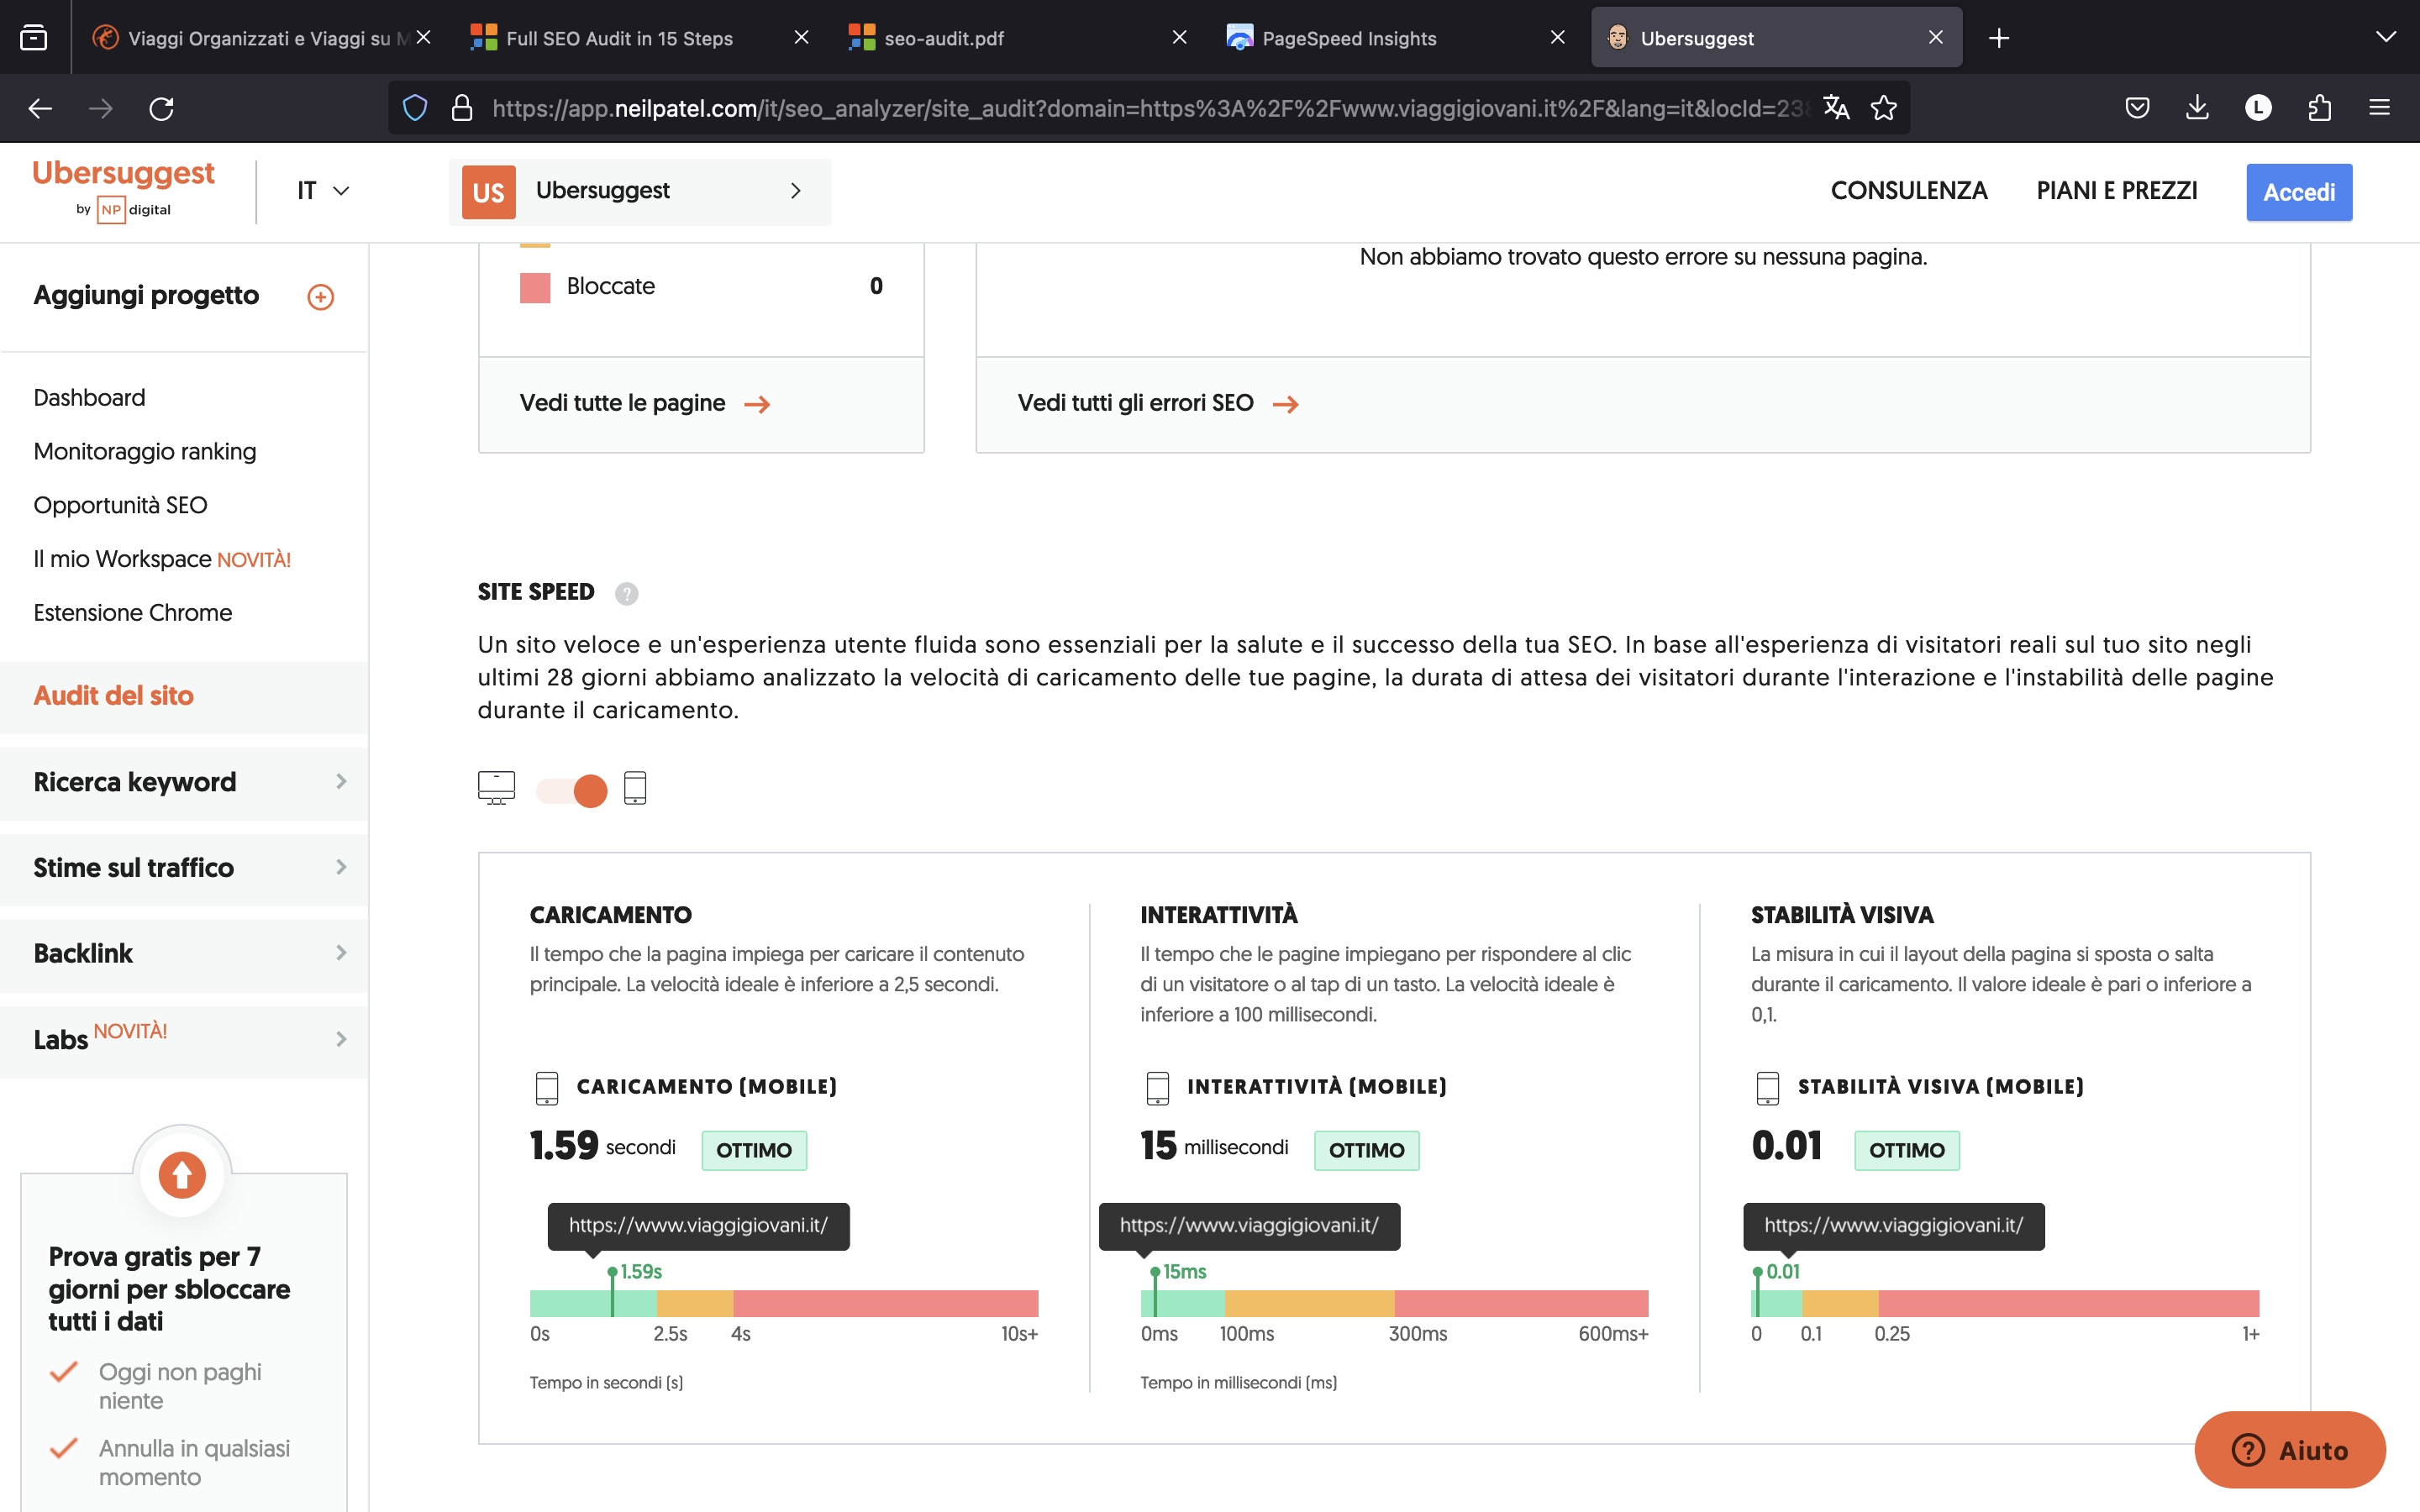 Viaggi Organizzati e Viaggi su M
Full SEO Audit in 15 Steps
seo-audit.pdf
PageSpeed Insights
Ubersuggest
https://app.neilpatel.com/it/seo_analyzer/site_audit?domain=https%3A%2F%2Fwww.viaggigiovani.it%2F&lang=it&locId=238
L
Ubersuggest
by NP digital
IT
US Ubersuggest
CONSULENZA
PIANI E PREZZI
Accedi
Aggiungi progetto
Dashboard
Monitoraggio ranking
Opportunità SEO
Il mio Workspace NOVITÀ!
Estensione Chrome
Audit del sito
Ricerca keyword
Stime sul traffico
Backlink
Labs NOVITÀ!
Prova gratis per 7
giorni per sbloccare
tutti i dati
Oggi non paghi
niente
Annulla in qualsiasi
momento
Bloccate 0
Vedi tutte le pagine
Non abbiamo trovato questo errore su nessuna pagina.
Vedi tutti gli errori SEO
SITE SPEED ?
Un sito veloce e un'esperienza utente fluida sono essenziali per la salute e il successo della tua SEO. In base all'esperienza di visitatori reali sul tuo sito negli
ultimi 28 giorni abbiamo analizzato la velocità di caricamento delle tue pagine, la durata di attesa dei visitatori durante l'interazione e l'instabilità delle pagine
durante il caricamento.
CARICAMENTO
Il tempo che la pagina impiega per caricare il contenuto
principale. La velocità ideale è inferiore a 2,5 secondi.
CARICAMENTO (MOBILE)
1.59 secondi OTTIMO
https://www.viaggigiovani.it/
1.59s
0s 2.5s 4s 10s+
Tempo in secondi (s)
INTERATTIVITÀ
Il tempo che le pagine impiegano per rispondere al clic
di un visitatore o al tap di un tasto. La velocità ideale è
inferiore a 100 millisecondi.
INTERATTIVITÀ (MOBILE)
15 millisecondi OTTIMO
https://www.viaggigiovani.it/
15ms
0ms 100ms 300ms 600ms+
Tempo in millisecondi (ms)
STABILITÀ VISIVA
La misura in cui il layout della pagina si sposta o salta
durante il caricamento. Il valore ideale è pari o inferiore a
0,1.
STABILITÀ VISIVA (MOBILE)
0.01 OTTIMO
https://www.viaggigiovani.it/
0.01
0 0.1 0.25 1+
? Aiuto